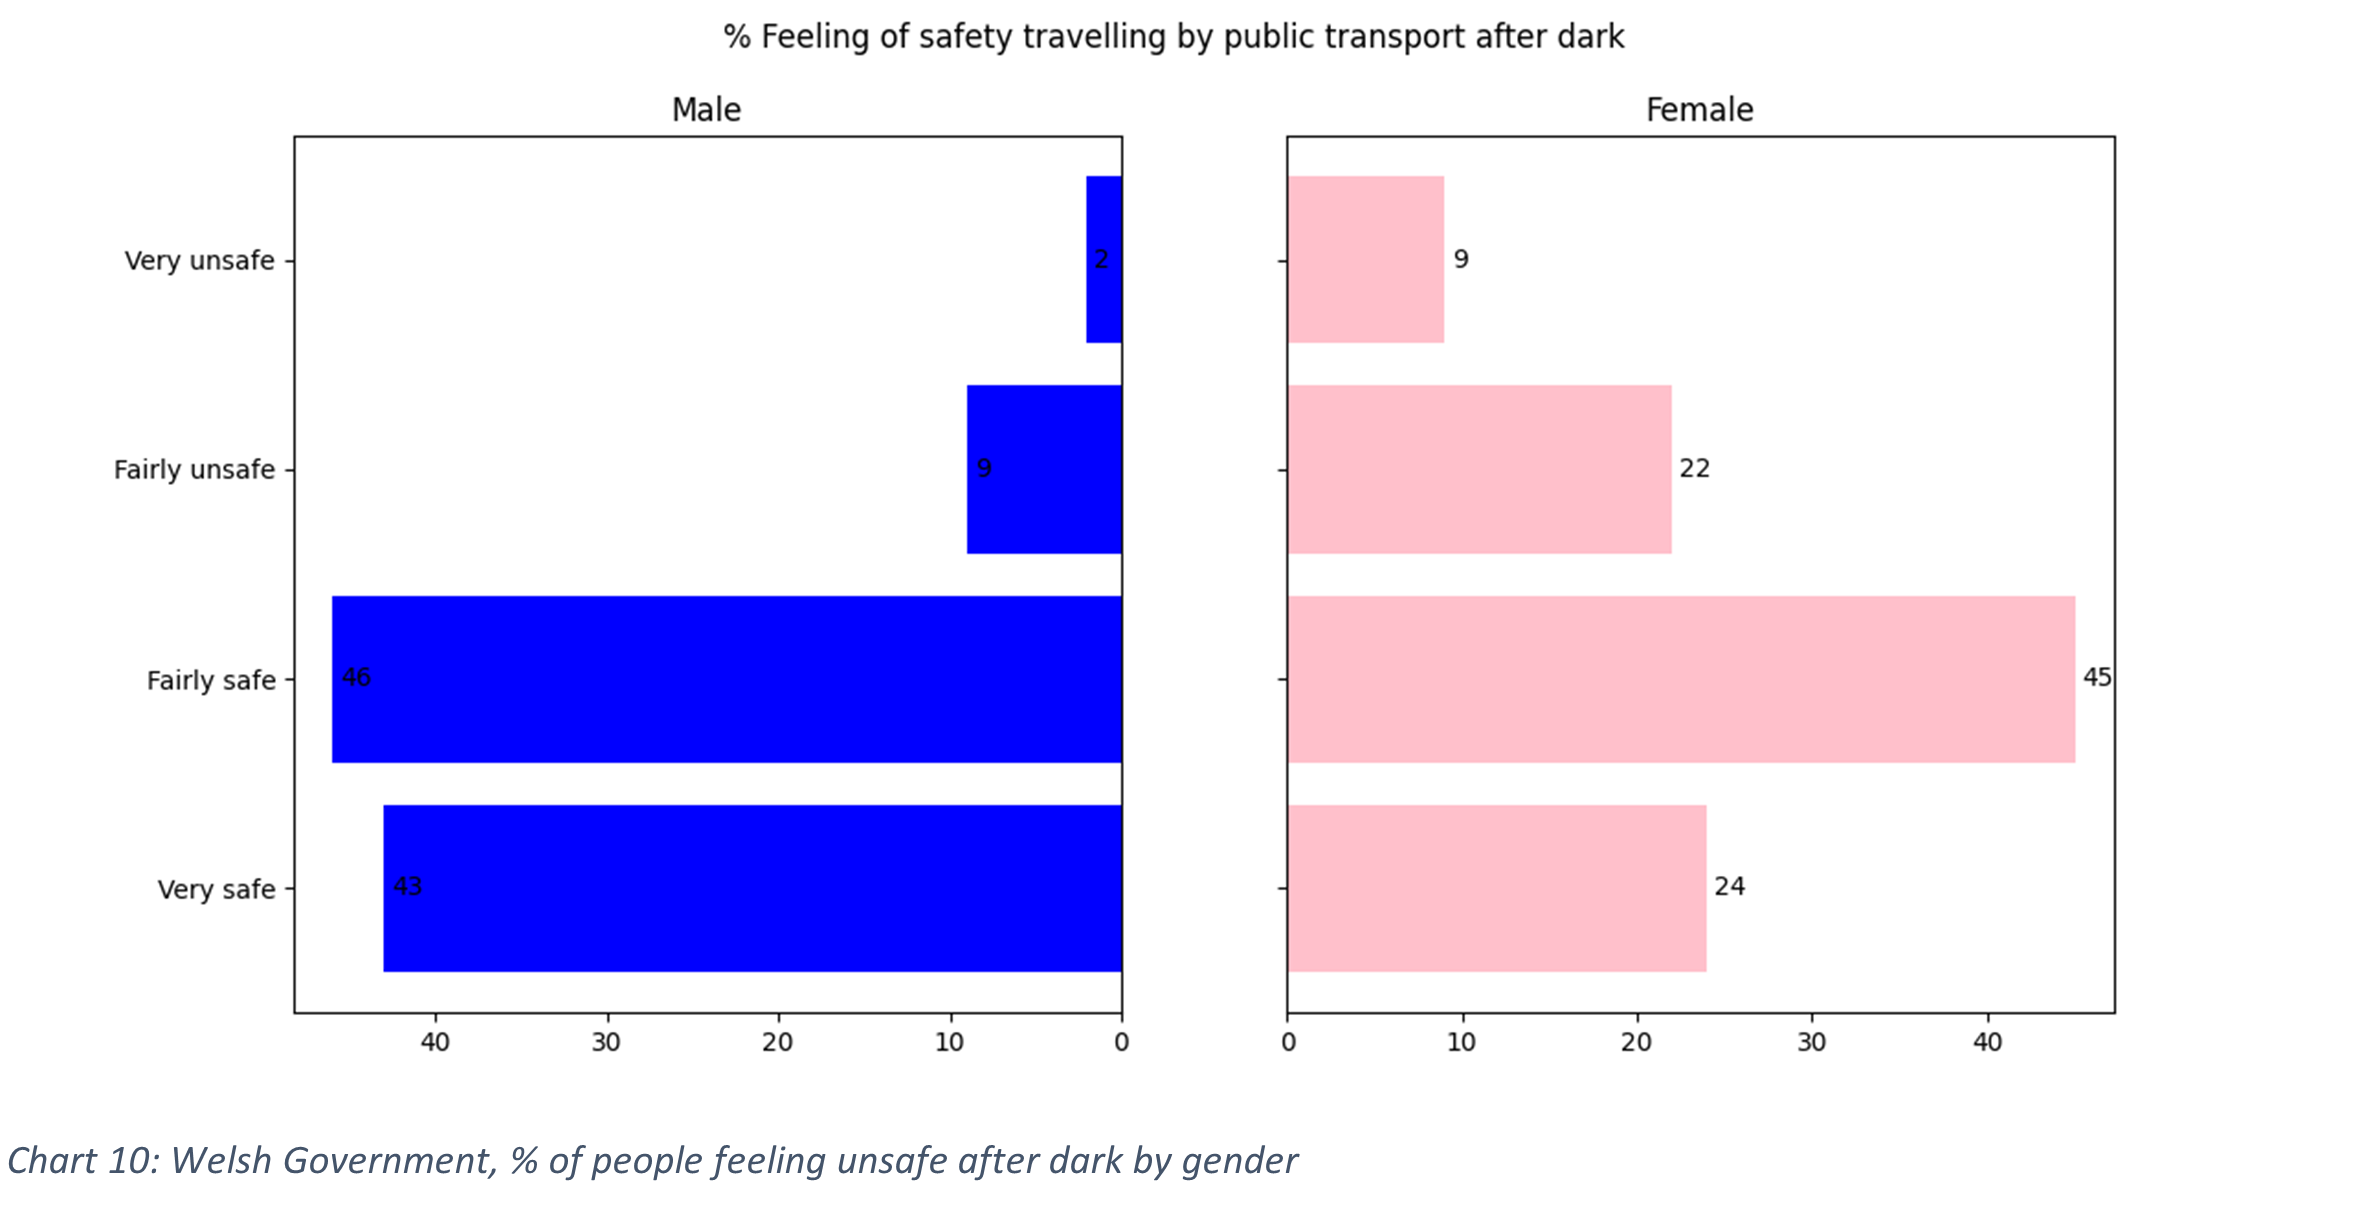 % Feeling of safety travelling by public transport after dark
Male
Female
Very unsafe
2
9
Fairly unsafe
9
22
Fairly safe
46
45
Very safe
43
24
40 30 20 10 0
0 10 20 30 40
Chart 10: Welsh Government, % of people feeling unsafe after dark by gender